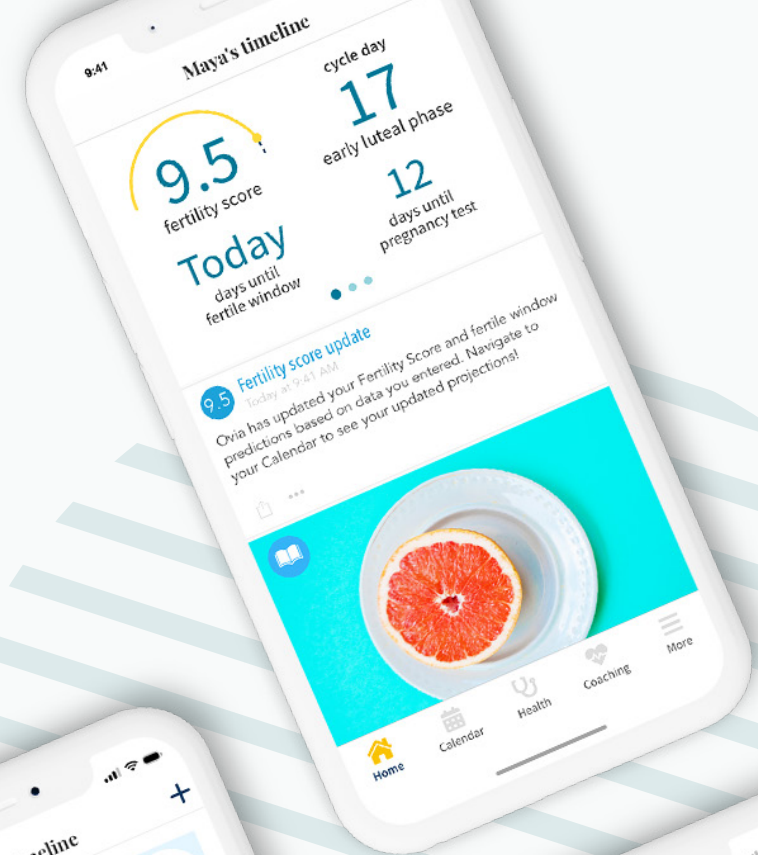 9:41
Maya's timeline
9.5
fertility score
cycle day
17
early luteal phase
Today
days until
fertile window
12
days until
pregnancy test
9.5
Fertility score update
Today at 9:41 AM
Ovia has updated your Fertility Score and fertile window
predictions based on data you entered. Navigate to
your Calendar to see your updated projections!
Home
Calendar
Health
Coaching
More
eline